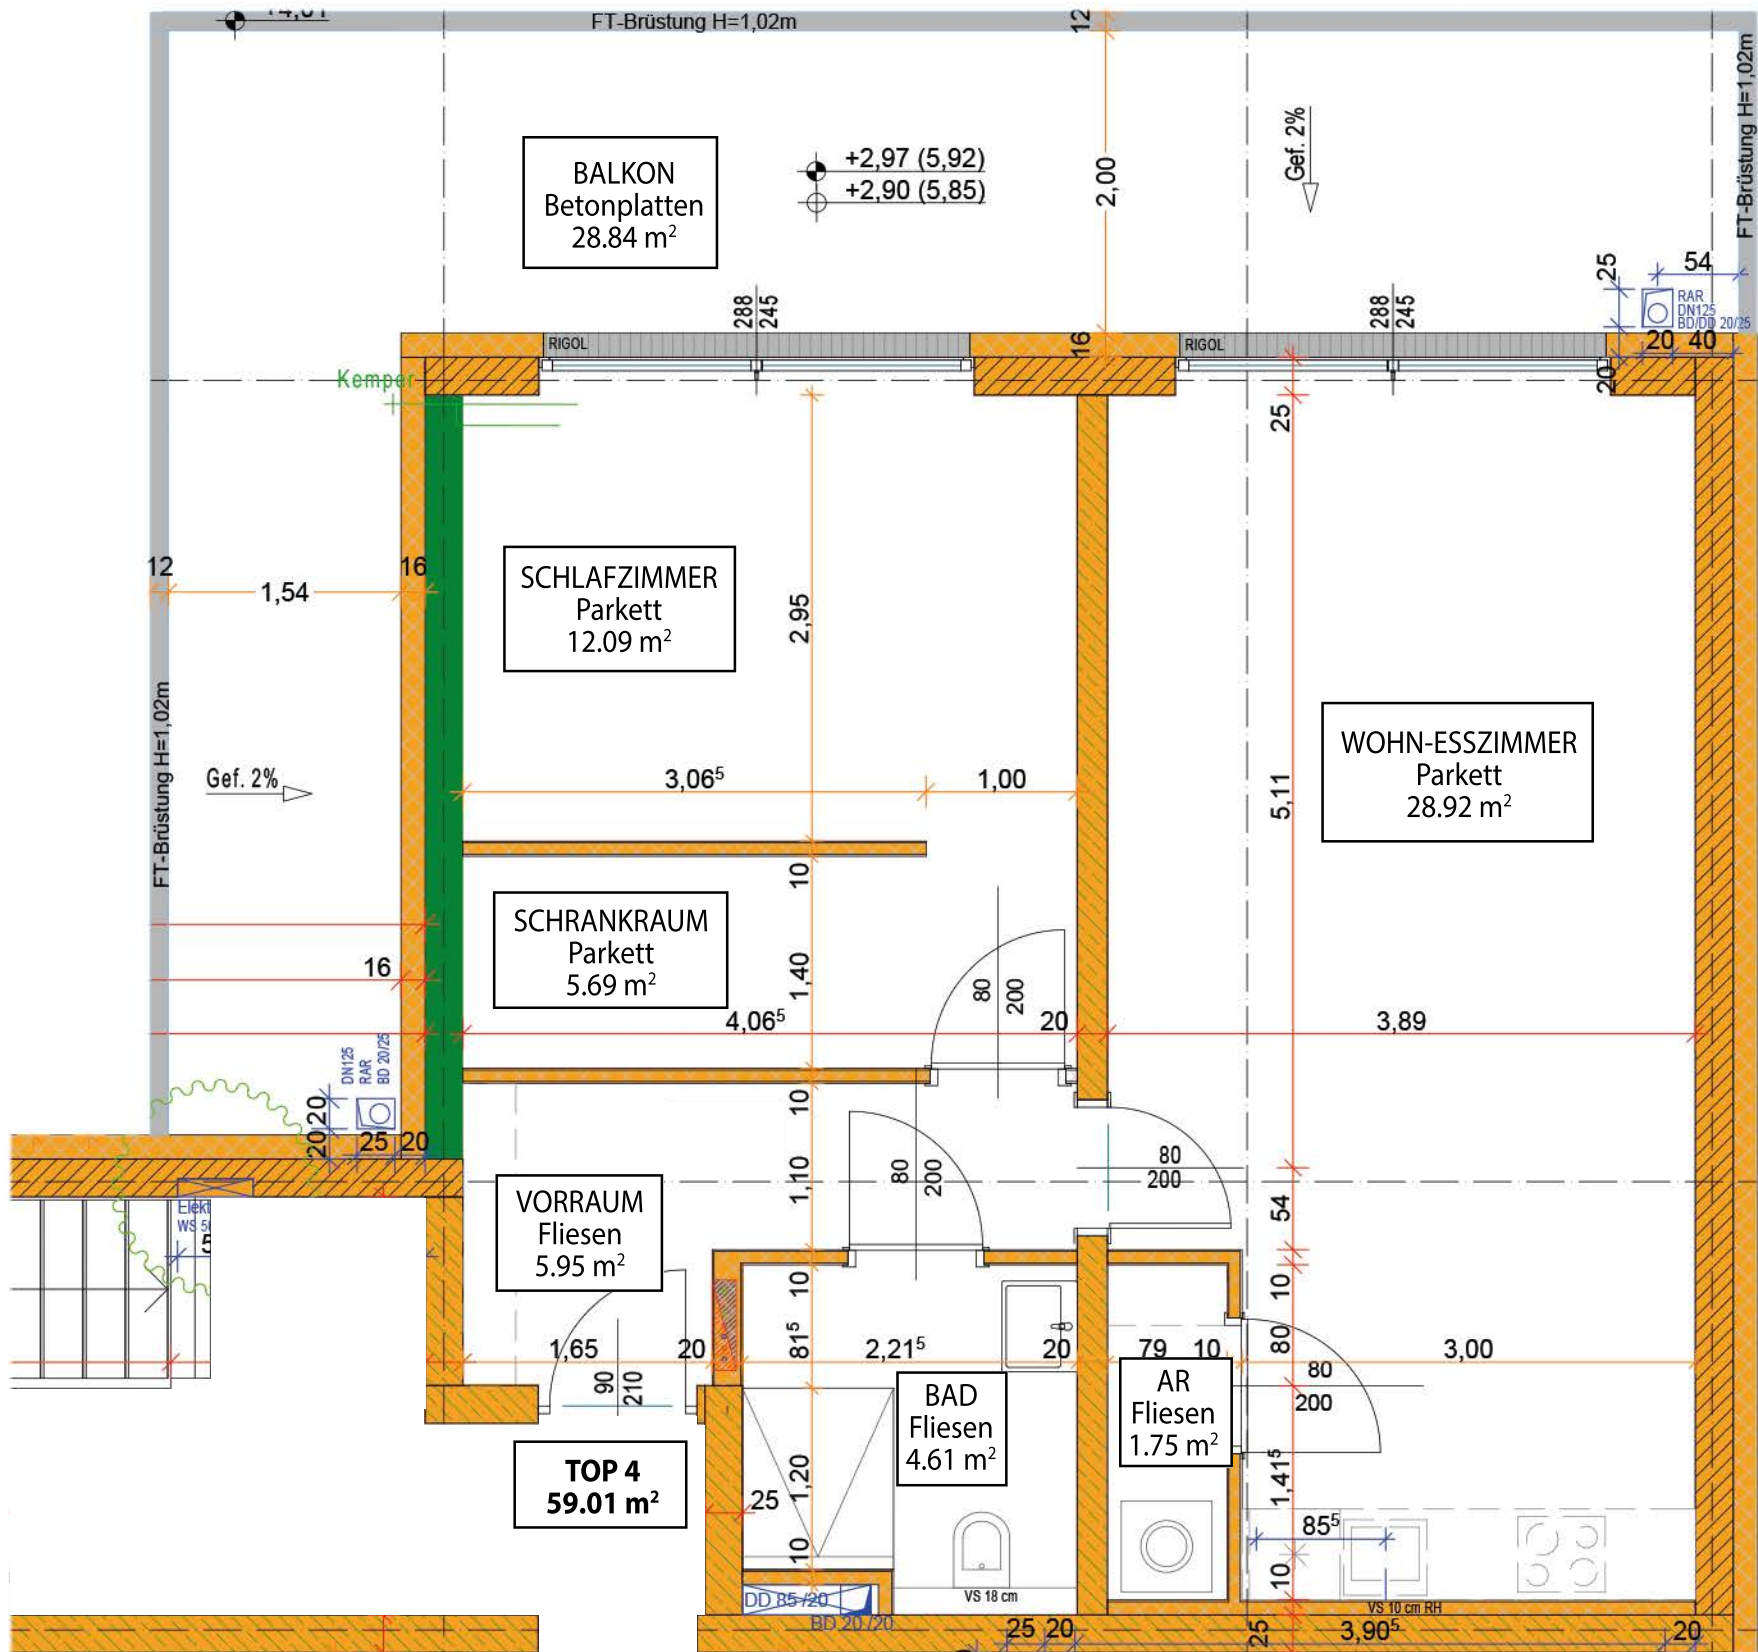 FT-Brüstung H=1,02m
12
FT-Brüstung H=1,02m
BALKON
Betonplatten
28.84 m²
+2,97 (5,92)
+2,90 (5,85)
2,00
Gef. 2%
25
54
RAR
DN125
BD/DD 20/25
288
245
288
245
RIGOL
16
RIGOL
20
40
20
Kemper
25
12
1,54
16
SCHLAFZIMMER
Parkett
12.09 m²
2,95
FT-Brüstung H=1,02m
WOHN-ESSZIMMER
Parkett
28.92 m²
Gef. 2%
3,06⁵
1,00
5,11
10
SCHRANKRAUM
Parkett
5.69 m²
16
1,40
80
200
4,06⁵
20
3,89
DN125
RAR
BD 20/25
20
20
25
20
10
80
200
80
200
1,10
VORRAUM
Fliesen
5.95 m²
54
Elekt
10
10
1,65
20
81⁵
2,21⁵
20
79
10
80
3,00
90
210
80
200
BAD
Fliesen
4.61 m²
AR
Fliesen
1.75 m²
TOP 4
59.01 m²
25
1,20
1,41⁵
85⁵
10
10
DD 85/20
BD 20/20
VS 18 cm
VS 10 cm RH
25
20
25
3,90⁵
20